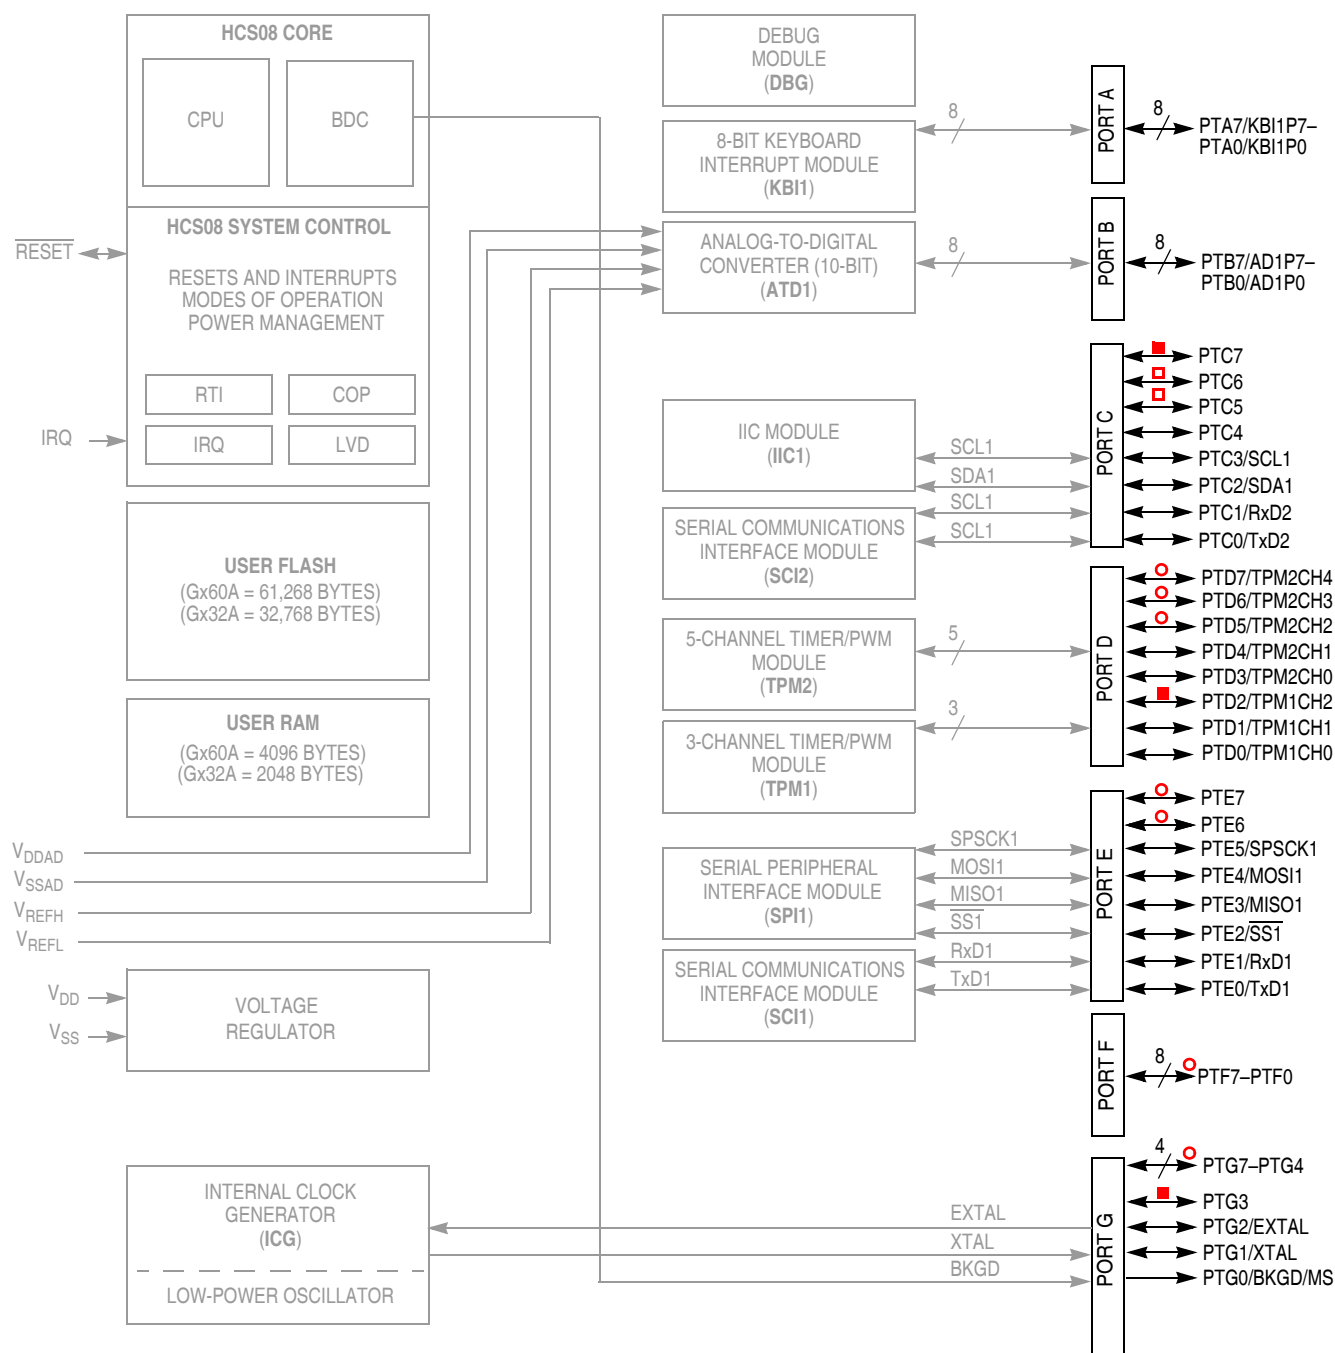 HCS08 CORE
CPU
BDC
HCS08 SYSTEM CONTROL
RESET
RESETS AND INTERRUPTS
MODES OF OPERATION
POWER MANAGEMENT
RTI
COP
IRQ
IRQ
LVD
USER FLASH
(Gx60A = 61,268 BYTES)
(Gx32A = 32,768 BYTES)
USER RAM
(Gx60A = 4096 BYTES)
(Gx32A = 2048 BYTES)
VDDAD
VSSAD
VREFH
VREFL
VDD
VSS
VOLTAGE
REGULATOR
INTERNAL CLOCK
GENERATOR
(ICG)
LOW-POWER OSCILLATOR
DEBUG
MODULE
(DBG)
8-BIT KEYBOARD
INTERRUPT MODULE
(KBI1)
8
ANALOG-TO-DIGITAL
CONVERTER (10-BIT)
(ATD1)
8
IIC MODULE
(IIC1)
SCL1
SDA1
SCL1
SCL1
SERIAL COMMUNICATIONS
INTERFACE MODULE
(SCI2)
5-CHANNEL TIMER/PWM
MODULE
(TPM2)
5
3-CHANNEL TIMER/PWM
MODULE
(TPM1)
3
SERIAL PERIPHERAL
INTERFACE MODULE
(SPI1)
SPSCK1
MOSI1
MISO1
SS1
RxD1
TxD1
SERIAL COMMUNICATIONS
INTERFACE MODULE
(SCI1)
EXTAL
XTAL
BKGD
PORT A
8
PTA7/KBI1P7–
PTA0/KBI1P0
PORT B
8
PTB7/AD1P7–
PTB0/AD1P0
PORT C
PTC7
PTC6
PTC5
PTC4
PTC3/SCL1
PTC2/SDA1
PTC1/RxD2
PTC0/TxD2
PORT D
PTD7/TPM2CH4
PTD6/TPM2CH3
PTD5/TPM2CH2
PTD4/TPM2CH1
PTD3/TPM2CH0
PTD2/TPM1CH2
PTD1/TPM1CH1
PTD0/TPM1CH0
PORT E
PTE7
PTE6
PTE5/SPSCK1
PTE4/MOSI1
PTE3/MISO1
PTE2/SS1
PTE1/RxD1
PTE0/TxD1
PORT F
8
PTF7–PTF0
PORT G
4
PTG7–PTG4
PTG3
PTG2/EXTAL
PTG1/XTAL
PTG0/BKGD/MS